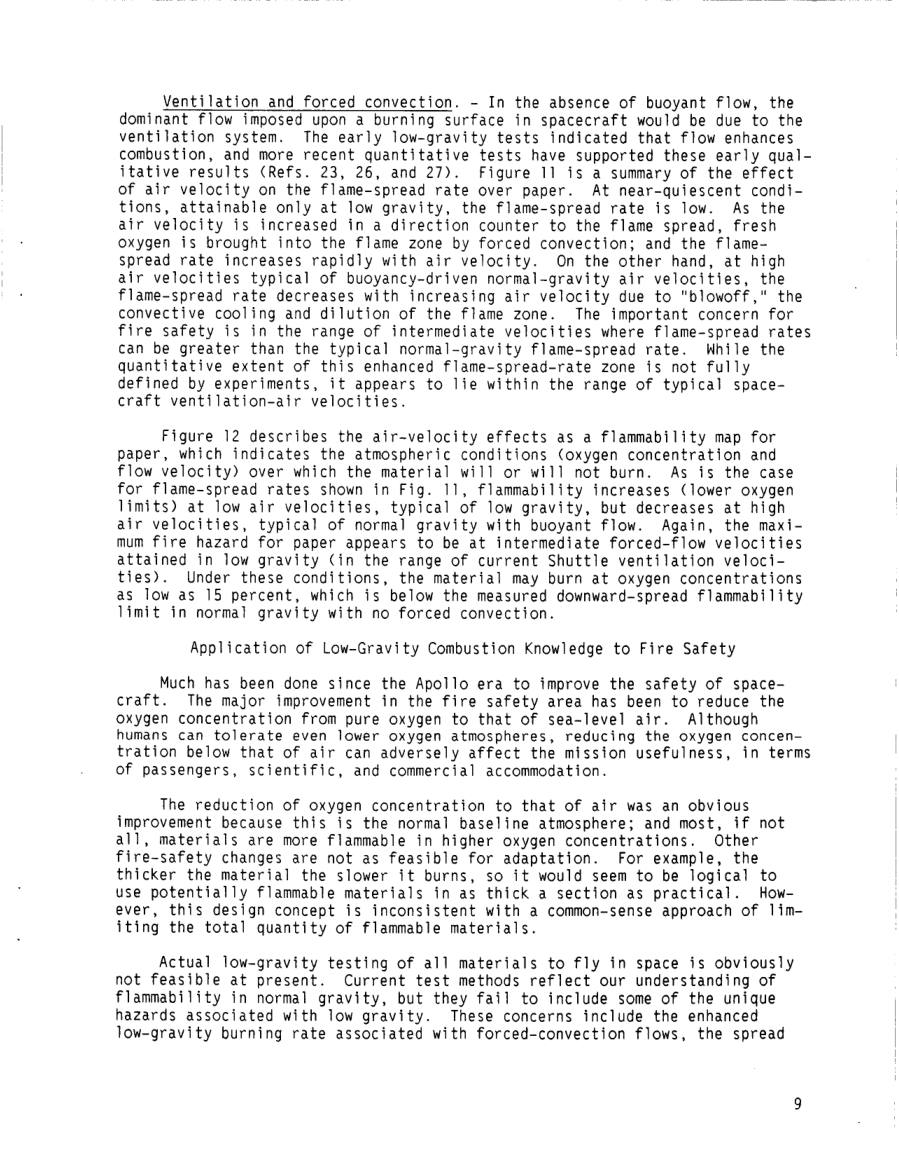 Ventilation and forced convection. - In the absence of buoyant flow, the
dominant flow imposed upon a burning surface in spacecraft would be due to the
ventilation system. The early low-gravity tests indicated that flow enhances
combustion, and more recent quantitative tests have supported these early qual-
itative results (Refs. 23, 26, and 27). Figure 11 is a summary of the effect
of air velocity on the flame-spread rate over paper. At near-quiescent condi-
tions, attainable only at low gravity, the flame-spread rate is low. As the
air velocity is increased in a direction counter to the flame spread, fresh
oxygen is brought into the flame zone by forced convection; and the flame-
spread rate increases rapidly with air velocity. On the other hand, at high
air velocities typical of buoyancy-driven normal-gravity air velocities, the
flame-spread rate decreases with increasing air velocity due to "blowoff," the
convective cooling and dilution of the flame zone. The important concern for
fire safety is in the range of intermediate velocities where flame-spread rates
can be greater than the typical normal-gravity flame-spread rate. While the
quantitative extent of this enhanced flame-spread-rate zone is not fully
defined by experiments, it appears to lie within the range of typical space-
craft ventilation-air velocities.
Figure 12 describes the air-velocity effects as a flammability map for
paper, which indicates the atmospheric conditions (oxygen concentration and
flow velocity) over which the material will or will not burn. As is the case
for flame-spread rates shown in Fig. 11, flammability increases (lower oxygen
limits) at low air velocities, typical of low gravity, but decreases at high
air velocities, typical of normal gravity with buoyant flow. Again, the maxi-
mum fire hazard for paper appears to be at intermediate forced-flow velocities
attained in low gravity (in the range of current Shuttle ventilation veloci-
ties). Under these conditions, the material may burn at oxygen concentrations
as low as 15 percent, which is below the measured downward-spread flammability
limit in normal gravity with no forced convection.
Application of Low-Gravity Combustion Knowledge to Fire Safety
Much has been done since the Apollo era to improve the safety of space-
craft. The major improvement in the fire safety area has been to reduce the
oxygen concentration from pure oxygen to that of sea-level air. Although
humans can tolerate even lower oxygen atmospheres, reducing the oxygen concen-
tration below that of air can adversely affect the mission usefulness, in terms
of passengers, scientific, and commercial accommodation.
The reduction of oxygen concentration to that of air was an obvious
improvement because this is the normal baseline atmosphere; and most, if not
all, materials are more flammable in higher oxygen concentrations. Other
fire-safety changes are not as feasible for adaptation. For example, the
thicker the material the slower it burns, so it would seem to be logical to
use potentially flammable materials in as thick a section as practical. How-
ever, this design concept is inconsistent with a common-sense approach of lim-
iting the total quantity of flammable materials.
Actual low-gravity testing of all materials to fly in space is obviously
not feasible at present. Current test methods reflect our understanding of
flammability in normal gravity, but they fail to include some of the unique
hazards associated with low gravity. These concerns include the enhanced
low-gravity burning rate associated with forced-convection flows, the spread
9